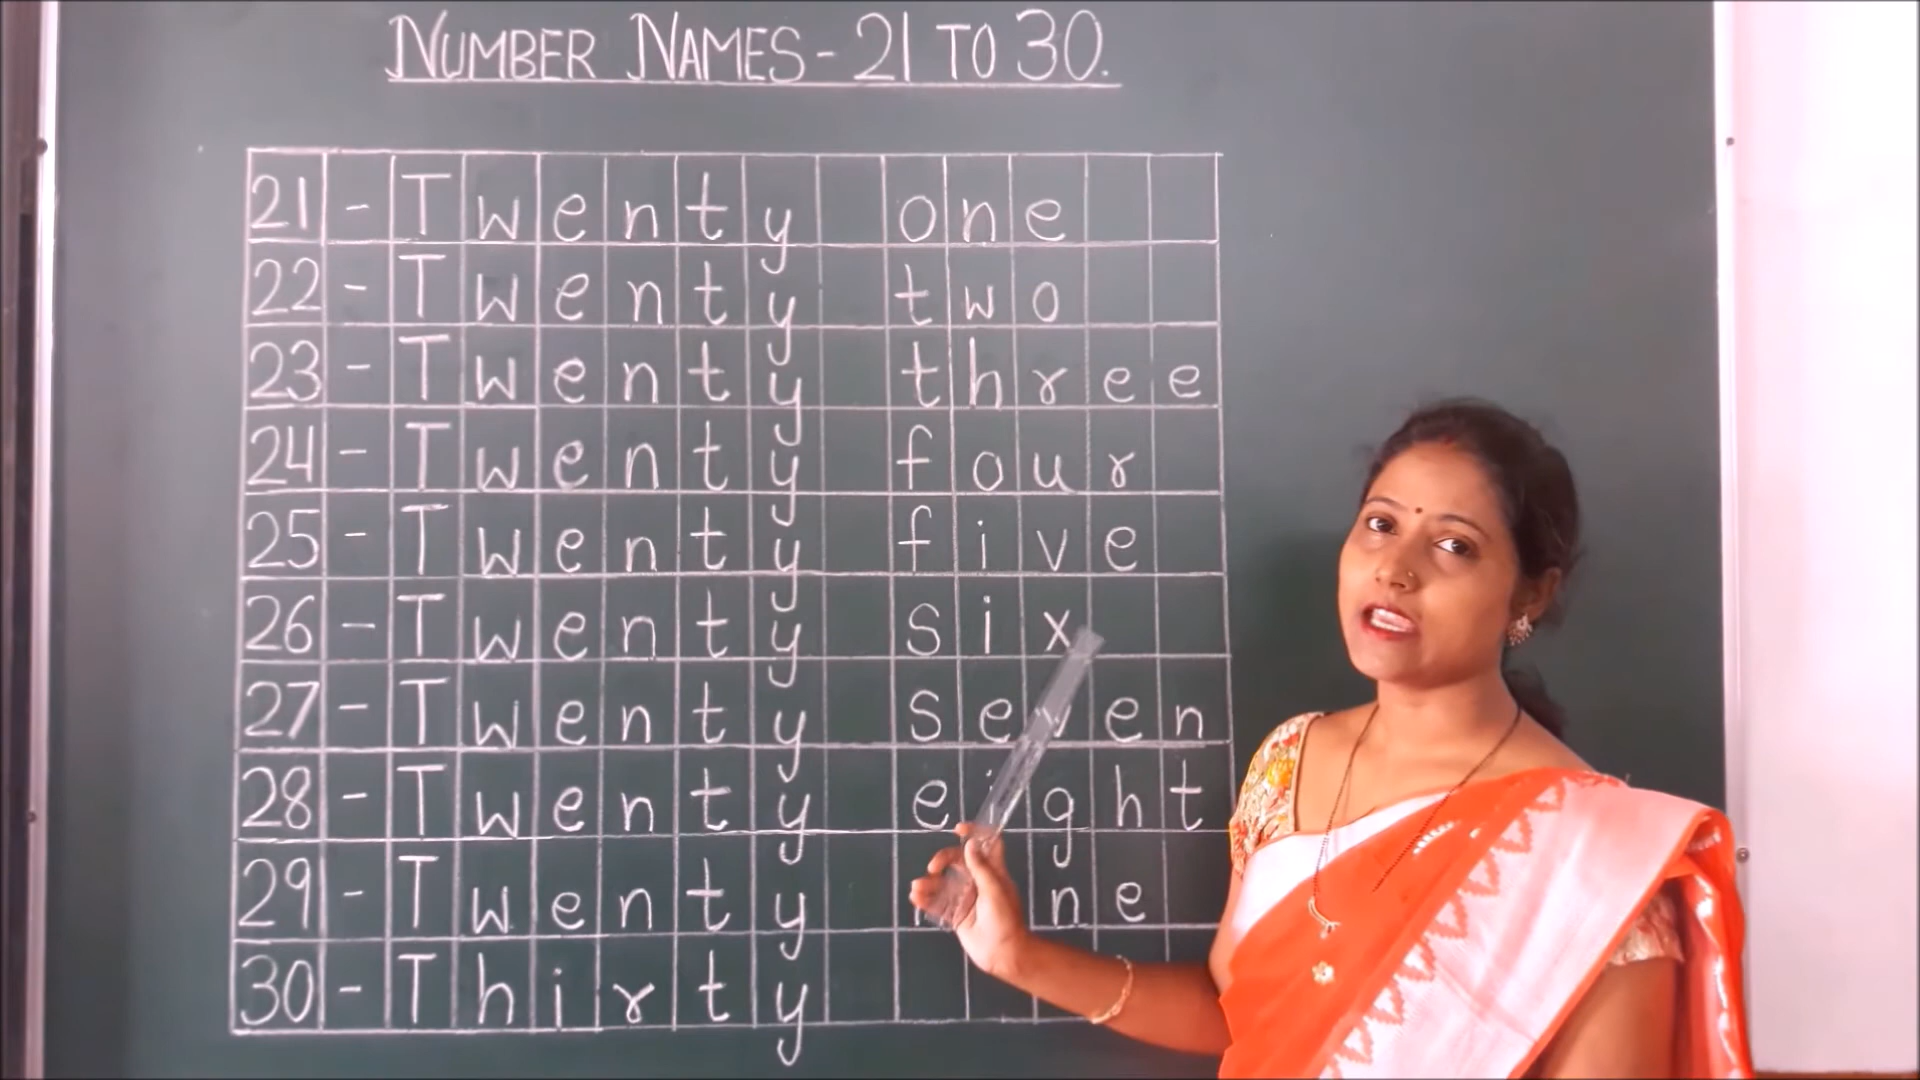 NUMBER NAMES - 21 TO 30.
21 - Twenty one
22 - Twenty two
23 - Twenty three
24 - Twenty four
25 - Twenty five
26 - Twenty six
27 - Twenty seven
28 - Twenty eight
29 - Twenty nine
30 - Thirty